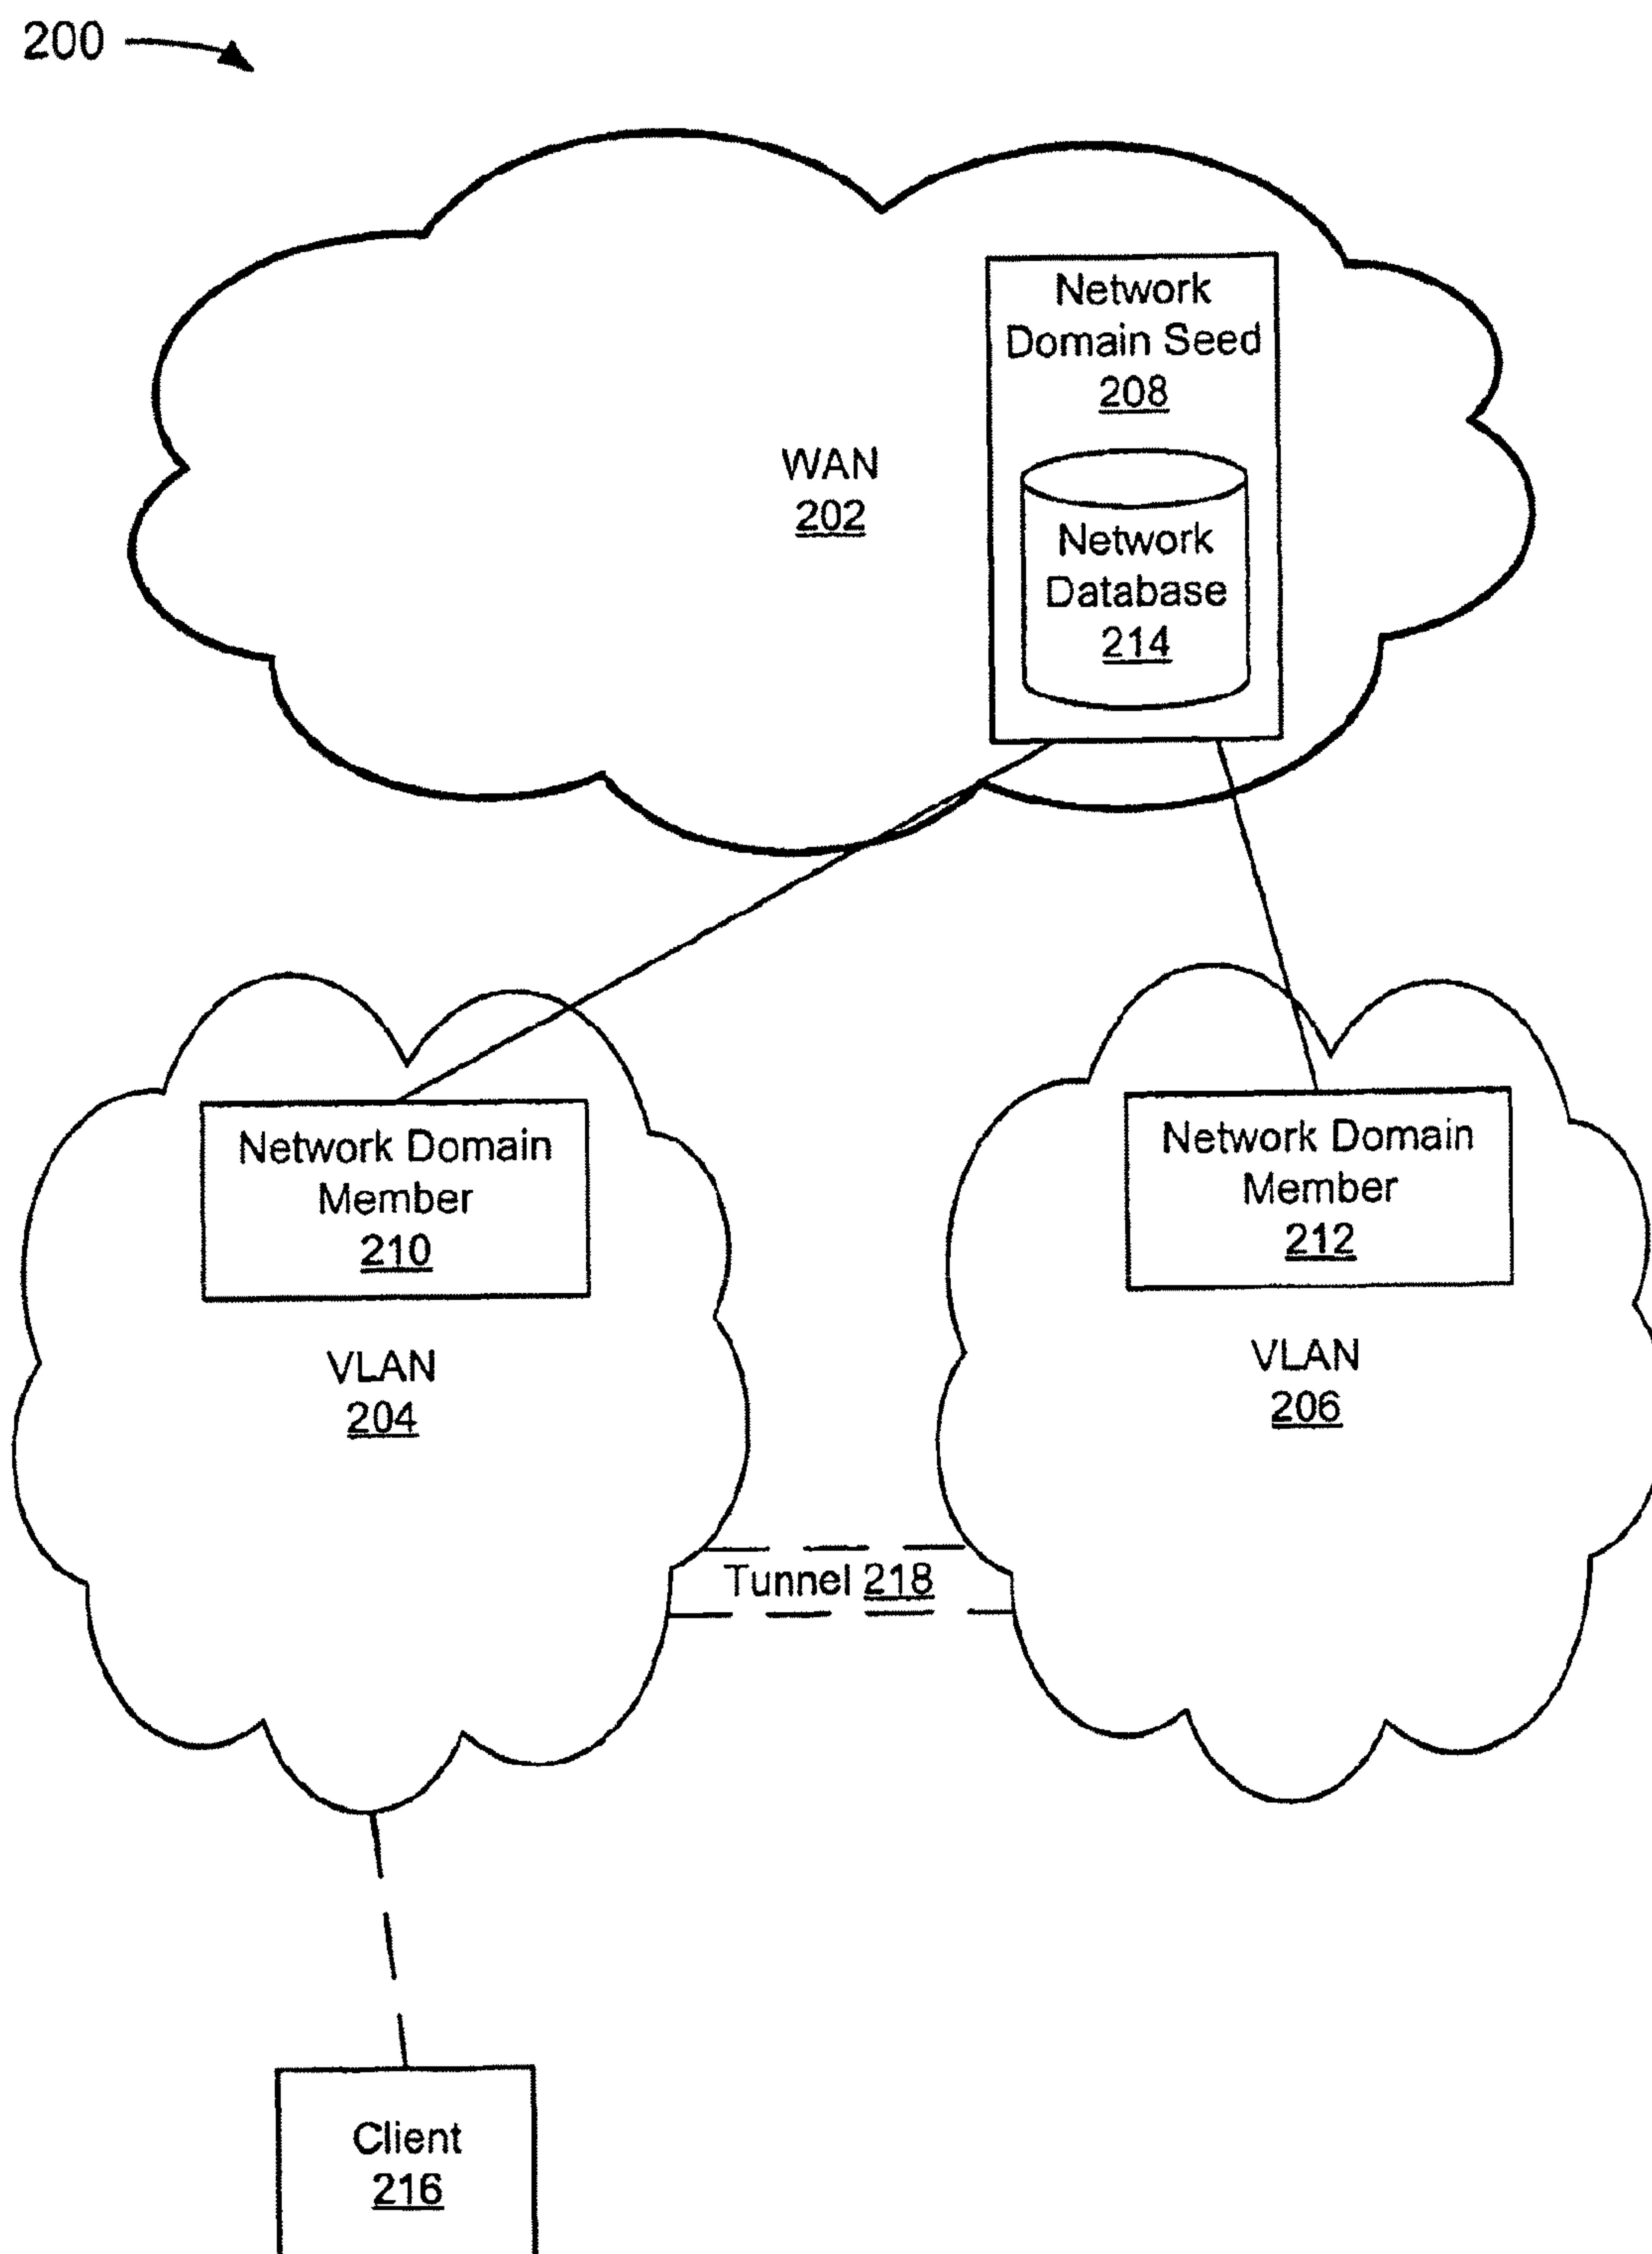 200
Network
Domain Seed
208
WAN
202
Network
Database
214
Network Domain
Member
210
Network Domain
Member
212
VLAN
204
VLAN
206
Tunnel 218
Client
216